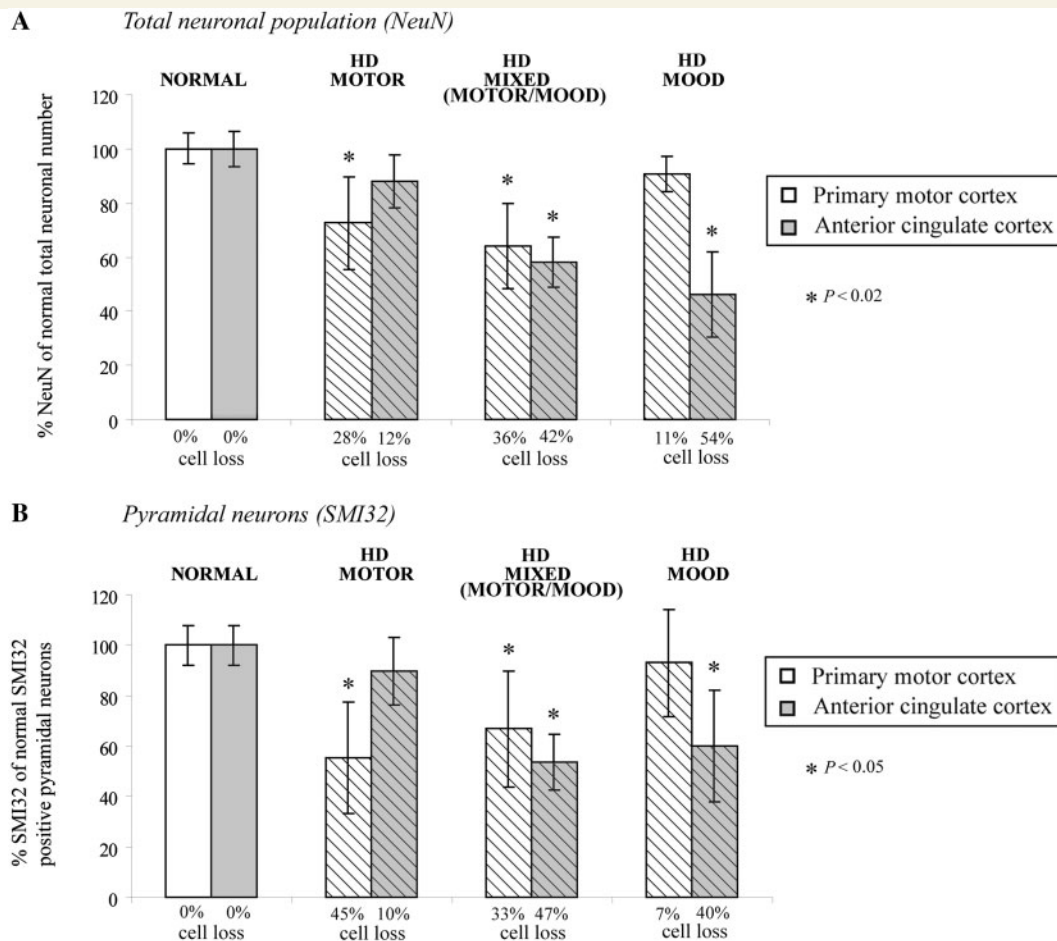 A
Total neuronal population (NeuN)
NORMAL
HD
MOTOR
HD
MIXED
(MOTOR/MOOD)
HD
MOOD
% NeuN of normal total neuronal number
120
100
80
60
40
20
0
*
*
*
*
0% 0%
cell loss
28% 12%
cell loss
36% 42%
cell loss
11% 54%
cell loss
Primary motor cortex
Anterior cingulate cortex
* P < 0.02
B
Pyramidal neurons (SMI32)
NORMAL
HD
MOTOR
HD
MIXED
(MOTOR/MOOD)
HD
MOOD
% SMI32 of normal SMI32
positive pyramidal neurons
120
100
80
60
40
20
0
*
*
*
*
0% 0%
cell loss
45% 10%
cell loss
33% 47%
cell loss
7% 40%
cell loss
Primary motor cortex
Anterior cingulate cortex
* P < 0.05